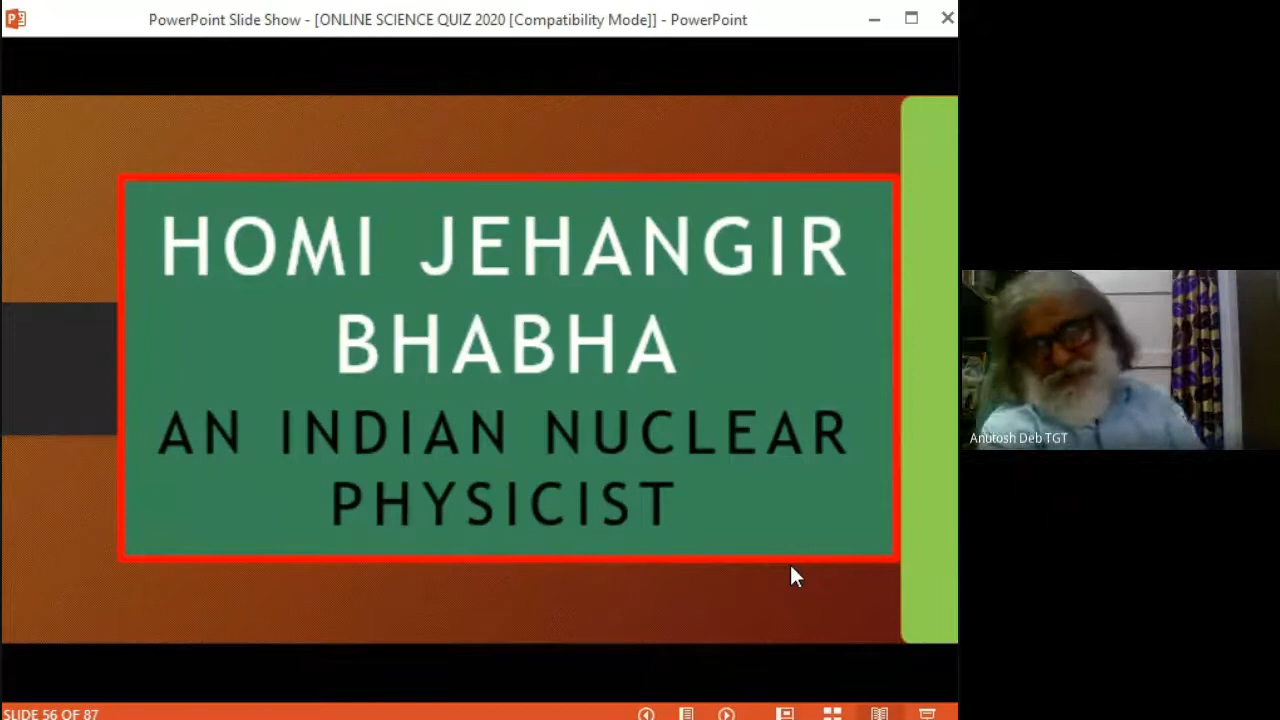 PowerPoint Slide Show - [ONLINE SCIENCE QUIZ 2020 [Compatibility Mode]] - PowerPoint
HOMI JEHANGIR
BHABHA
AN INDIAN NUCLEAR
PHYSICIST
Anutosh Deb TGT
SLIDE 56 OF 87